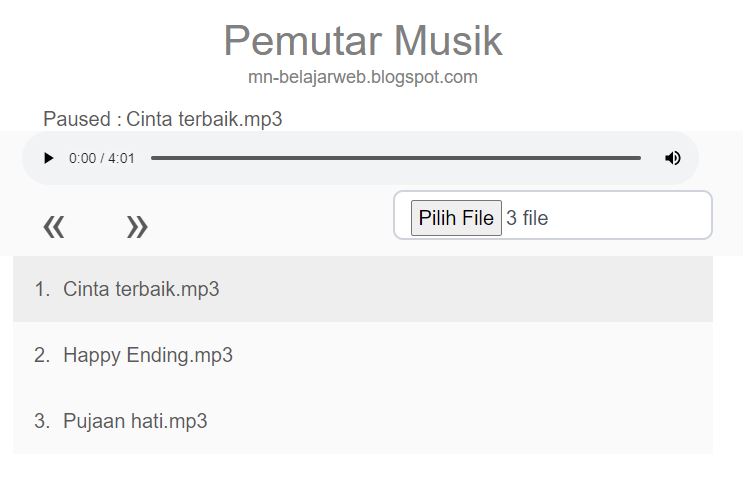 Pemutar Musik
mn-belajarweb.blogspot.com
Paused : Cinta terbaik.mp3
0:00 / 4:01
« »
Pilih File 3 file
1. Cinta terbaik.mp3
2. Happy Ending.mp3
3. Pujaan hati.mp3